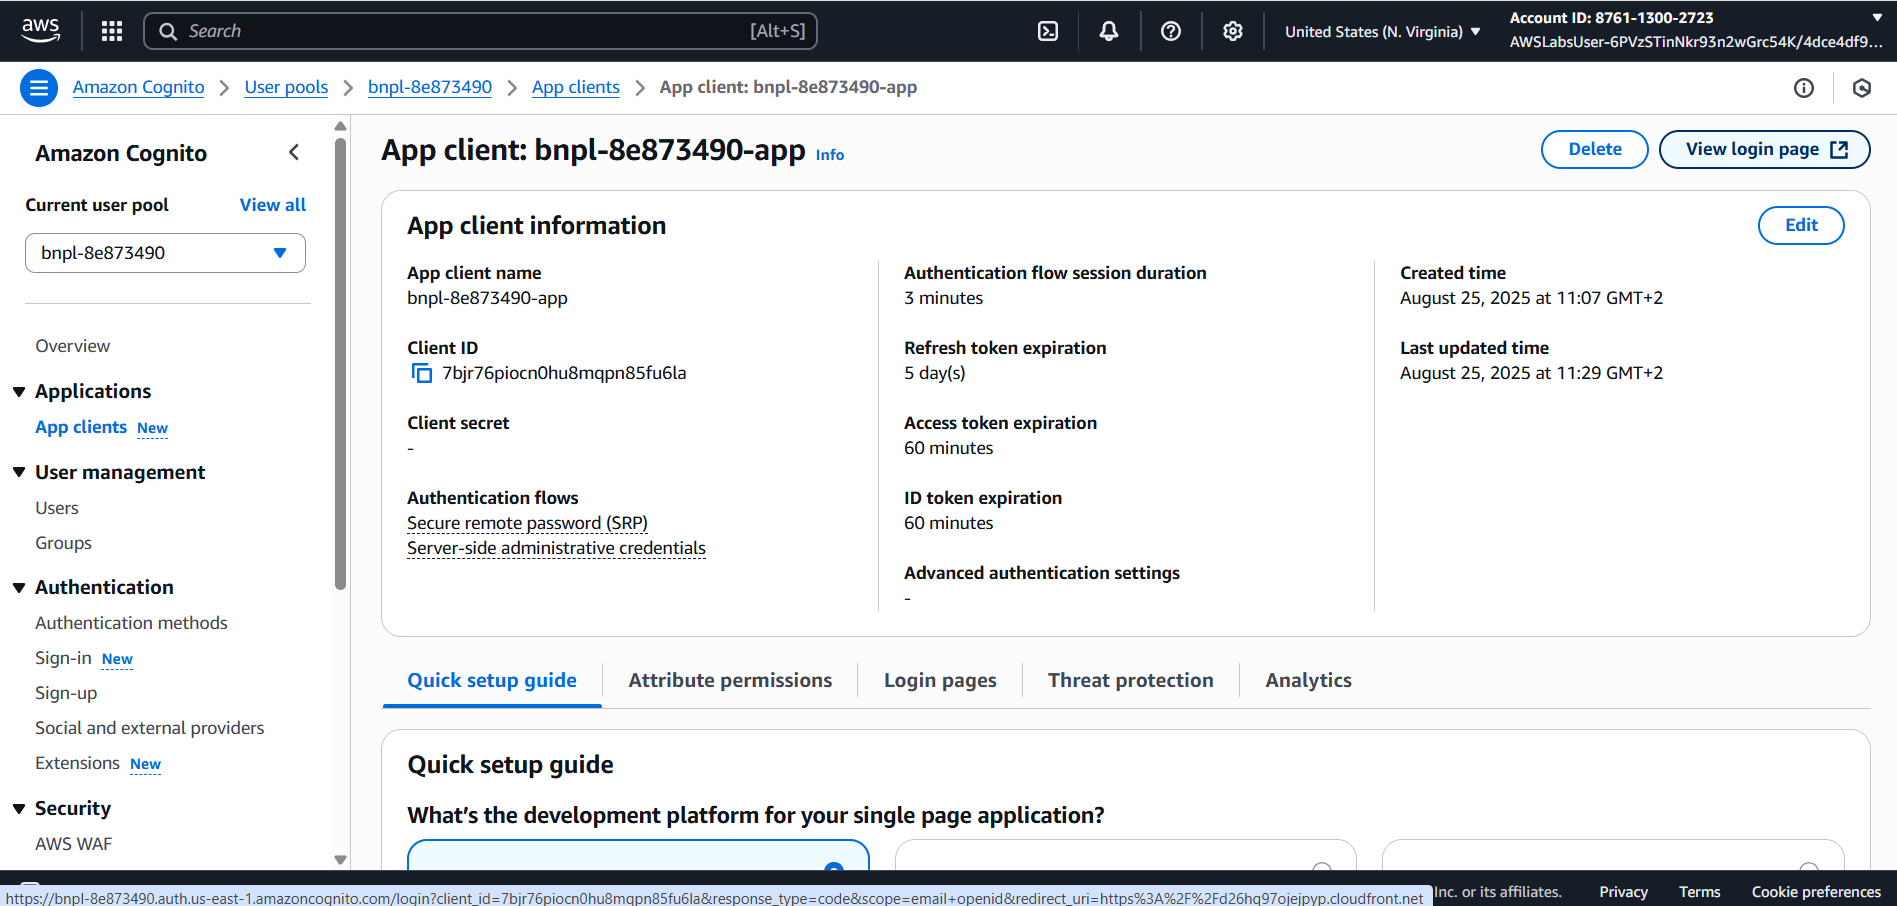 aws
Search [Alt+S]
United States (N. Virginia)
Account ID: 8761-1300-2723
AWSLabsUser-6PVzSTinNkr93n2wGrc54K/4dce4df9...
Amazon Cognito
User pools
bnpl-8e873490
App clients
App client: bnpl-8e873490-app
Amazon Cognito
Current user pool
View all
bnpl-8e873490
Overview
Applications
App clients New
User management
Users
Groups
Authentication
Authentication methods
Sign-in New
Sign-up
Social and external providers
Extensions New
Security
AWS WAF
App client: bnpl-8e873490-app Info
Delete
View login page
App client information
Edit
App client name
bnpl-8e873490-app
Client ID
7bjr76piocn0hu8mqpn85fu6la
Client secret
-
Authentication flows
Secure remote password (SRP)
Server-side administrative credentials
Authentication flow session duration
3 minutes
Refresh token expiration
5 day(s)
Access token expiration
60 minutes
ID token expiration
60 minutes
Advanced authentication settings
-
Created time
August 25, 2025 at 11:07 GMT+2
Last updated time
August 25, 2025 at 11:29 GMT+2
Quick setup guide
Attribute permissions
Login pages
Threat protection
Analytics
Quick setup guide
What's the development platform for your single page application?
https://bnpl-8e873490.auth.us-east-1.amazoncognito.com/login?client_id=7bjr76piocn0hu8mqpn85fu6la&response_type=code&scope=email+openid&redirect_uri=https%3A%2F%2Fd26hq97ojejpyp.cloudfront.net
Inc. or its affiliates.
Privacy
Terms
Cookie preferences